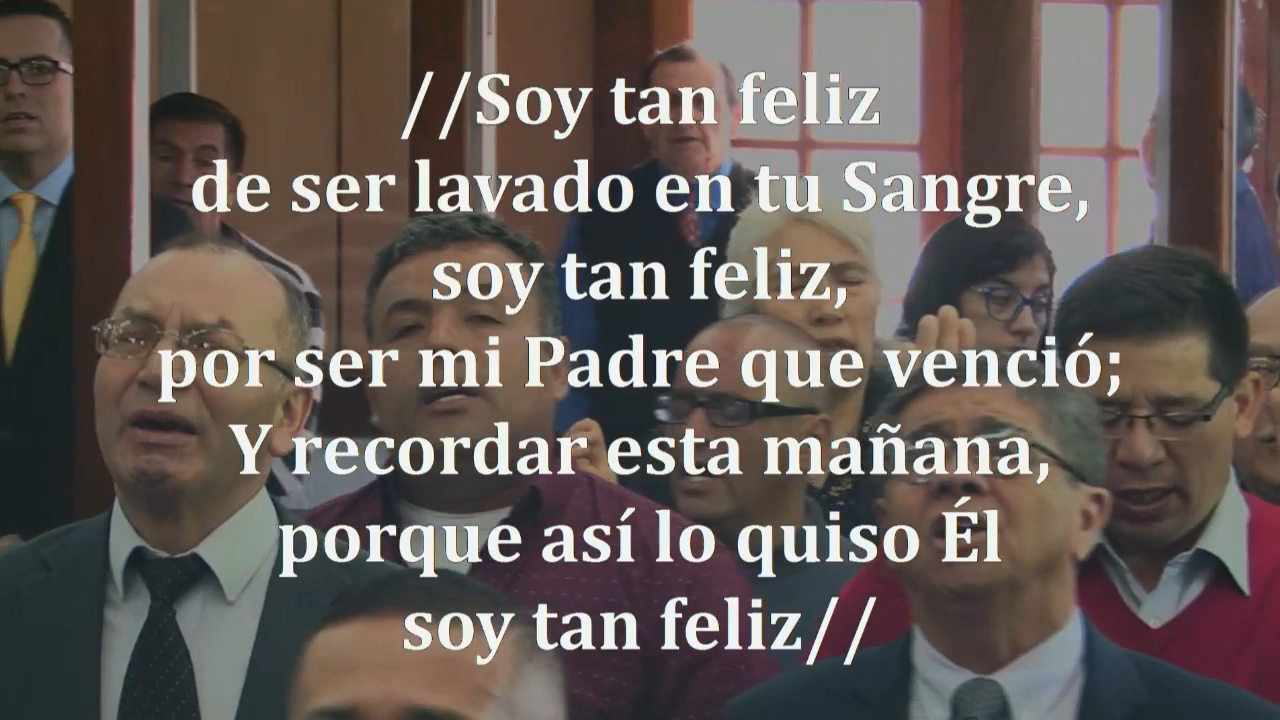 //Soy tan feliz
de ser lavado en tu Sangre,
soy tan feliz,
por ser mi Padre que venció;
Y recordar esta mañana,
porque así lo quiso Él
soy tan feliz//